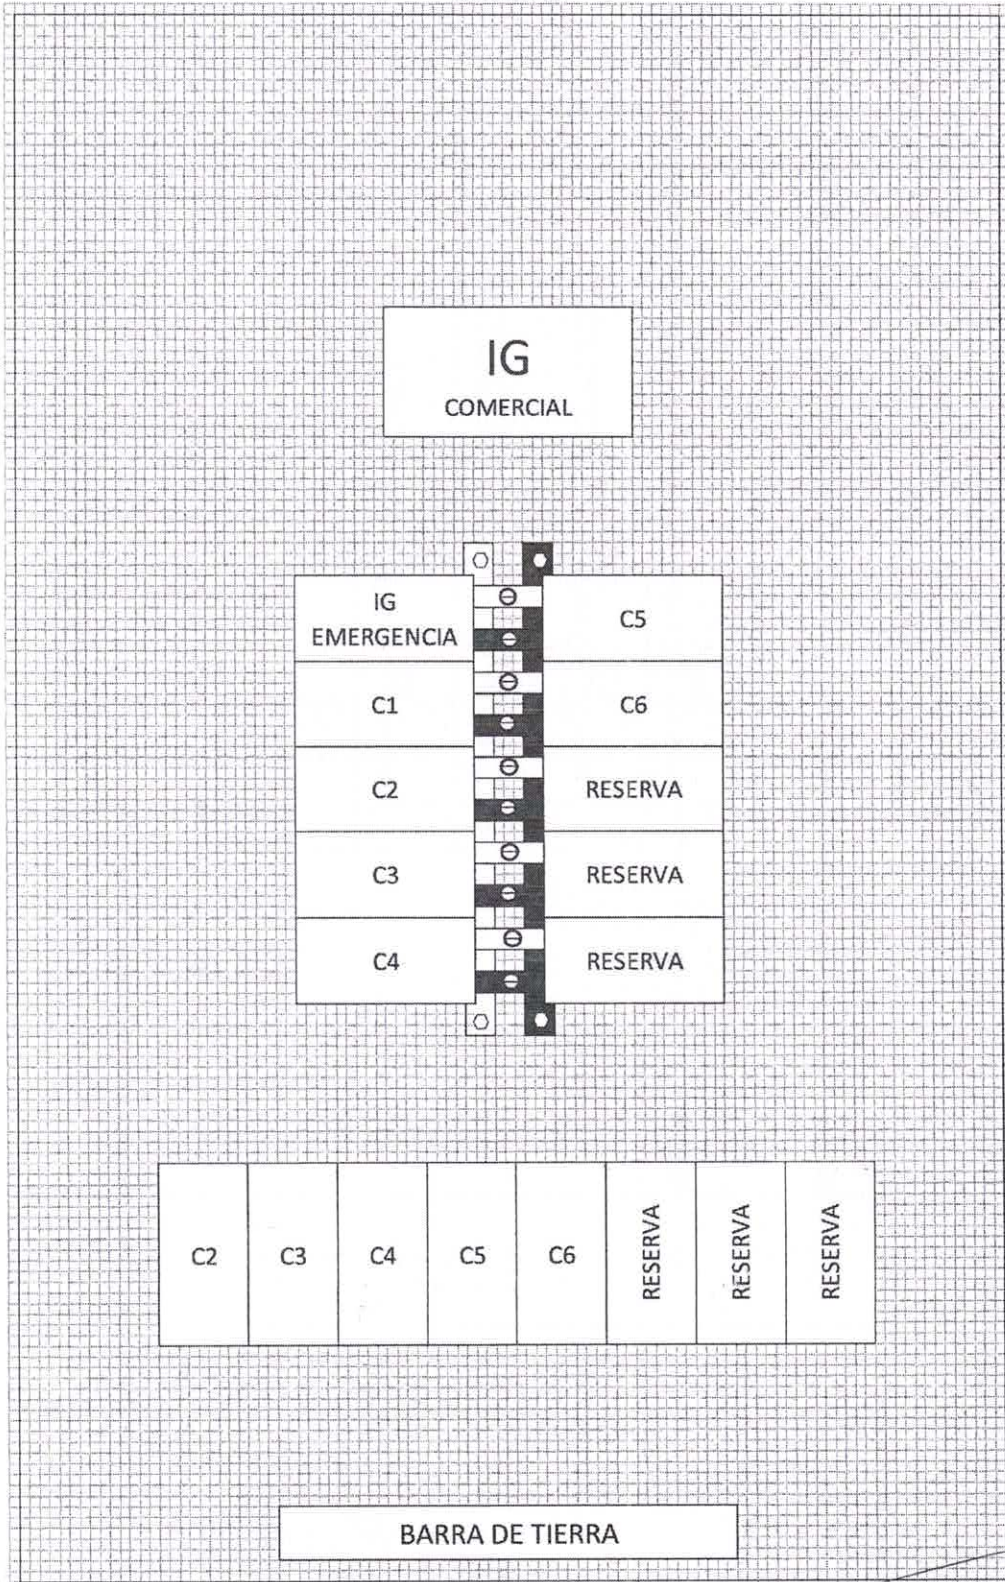 IG
COMERCIAL
IG
EMERGENCIA
C5
C1
C6
C2
RESERVA
C3
RESERVA
C4
RESERVA
C2
C3
C4
C5
C6
RESERVA
RESERVA
RESERVA
BARRA DE TIERRA